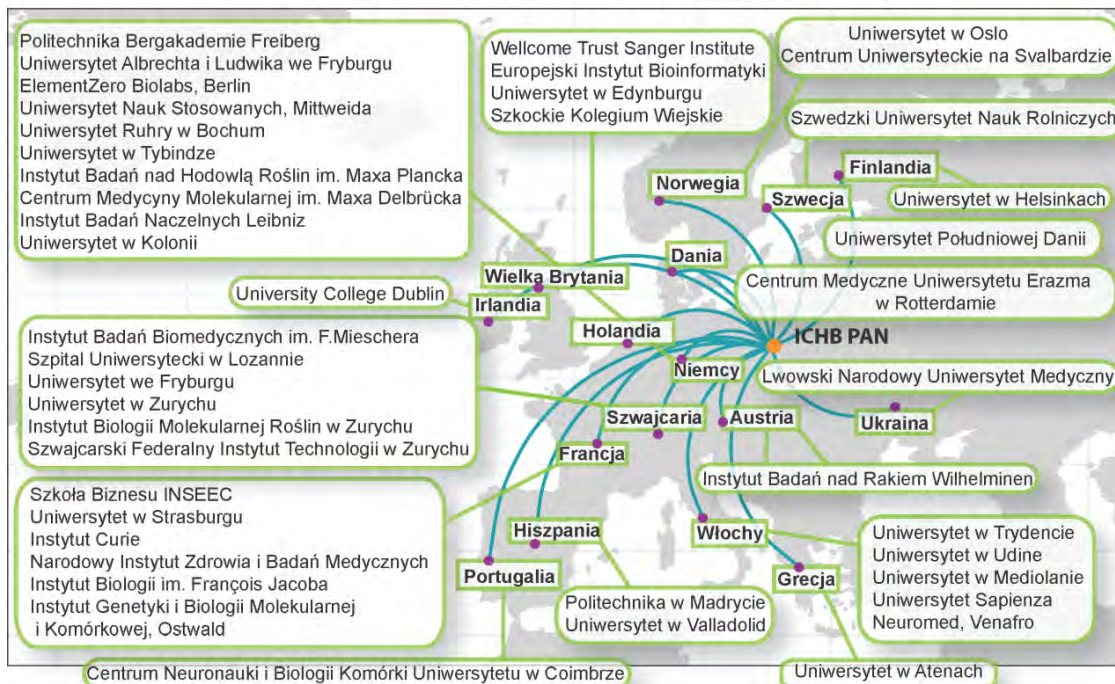 Politechnika Bergakademie Freiberg
Uniwersytet Albrechta i Ludwika we Fryburgu
ElementZero Biolabs, Berlin
Uniwersytet Nauk Stosowanych, Mittweida
Uniwersytet Ruhry w Bochum
Uniwersytet w Tybindze
Instytut Badań nad Hodowlą Roślin im. Maxa Plancka
Centrum Medycyny Molekularnej im. Maxa Delbrücka
Instytut Badań Naczelnych Leibniz
Uniwersytet w Kolonii
Wellcome Trust Sanger Institute
Europejski Instytut Bioinformatyki
Uniwersytet w Edynburgu
Szkockie Kolegium Wiejskie
Uniwersytet w Oslo
Centrum Uniwersyteckie na Svalbardzie
Szwedzki Uniwersytet Nauk Rolniczych
Finlandia
Norwegia
Szwecja
Uniwersytet w Helsinkach
Uniwersytet Południowej Danii
Dania
Wielka Brytania
Centrum Medyczne Uniwersytetu Erazma
w Rotterdamie
University College Dublin
Irlandia
Holandia
ICHB PAN
Niemcy
Lwowski Narodowy Uniwersytet Medyczny
Instytut Badań Biomedycznych im. F.Mieschera
Szpital Uniwersytecki w Lozannie
Uniwersytet we Fryburgu
Uniwersytet w Zurychu
Instytut Biologii Molekularnej Roślin w Zurychu
Szwajcarski Federalny Instytut Technologii w Zurychu
Szwajcaria
Austria
Ukraina
Francja
Instytut Badań nad Rakiem Wilhelminen
Szkoła Biznesu INSEEC
Uniwersytet w Strasburgu
Instytut Curie
Narodowy Instytut Zdrowia i Badań Medycznych
Instytut Biologii im. François Jacoba
Instytut Genetyki i Biologii Molekularnej
i Komórkowej, Ostwald
Hiszpania
Włochy
Portugalia
Grecja
Politechnika w Madrycie
Uniwersytet w Valladolid
Uniwersytet w Trydencie
Uniwersytet w Udine
Uniwersytet w Mediolanie
Uniwersytet Sapienza
Neuromed, Venafro
Centrum Neuronauki i Biologii Komórki Uniwersytetu w Coimbrze
Uniwersytet w Atenach